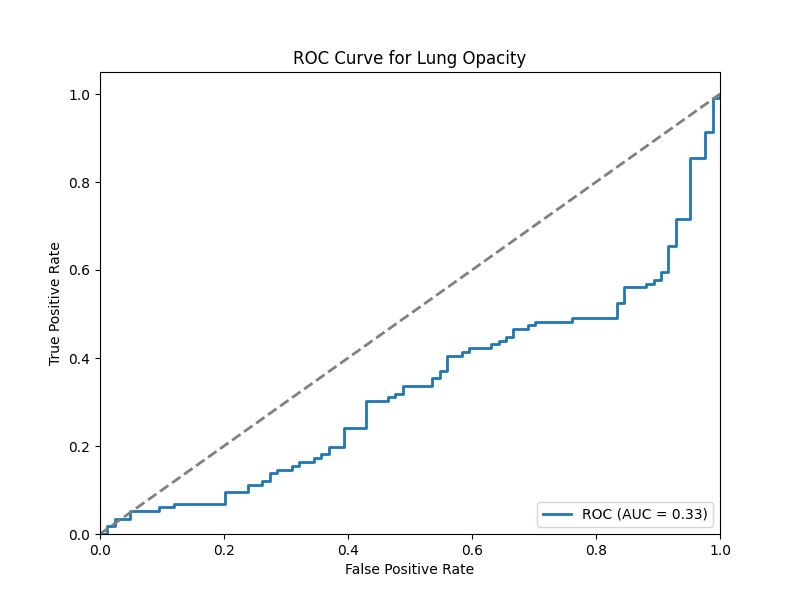 ROC Curve for Lung Opacity
True Positive Rate
1.0
0.8
0.6
0.4
0.2
0.0
ROC (AUC = 0.33)
0.0 0.2 0.4 0.6 0.8 1.0
False Positive Rate